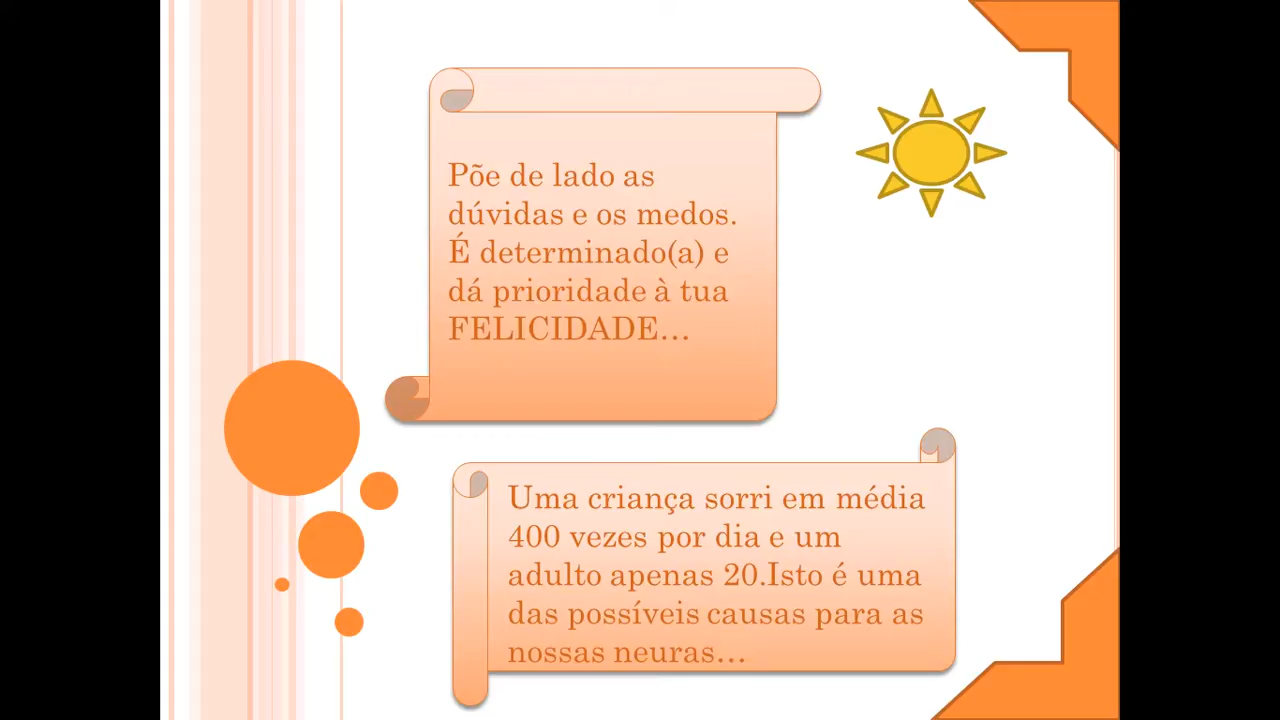 Põe de lado as
dúvidas e os medos.
É determinado(a) e
dá prioridade à tua
FELICIDADE...
Uma criança sorri em média
400 vezes por dia e um
adulto apenas 20.Isto é uma
das possíveis causas para as
nossas neuras...